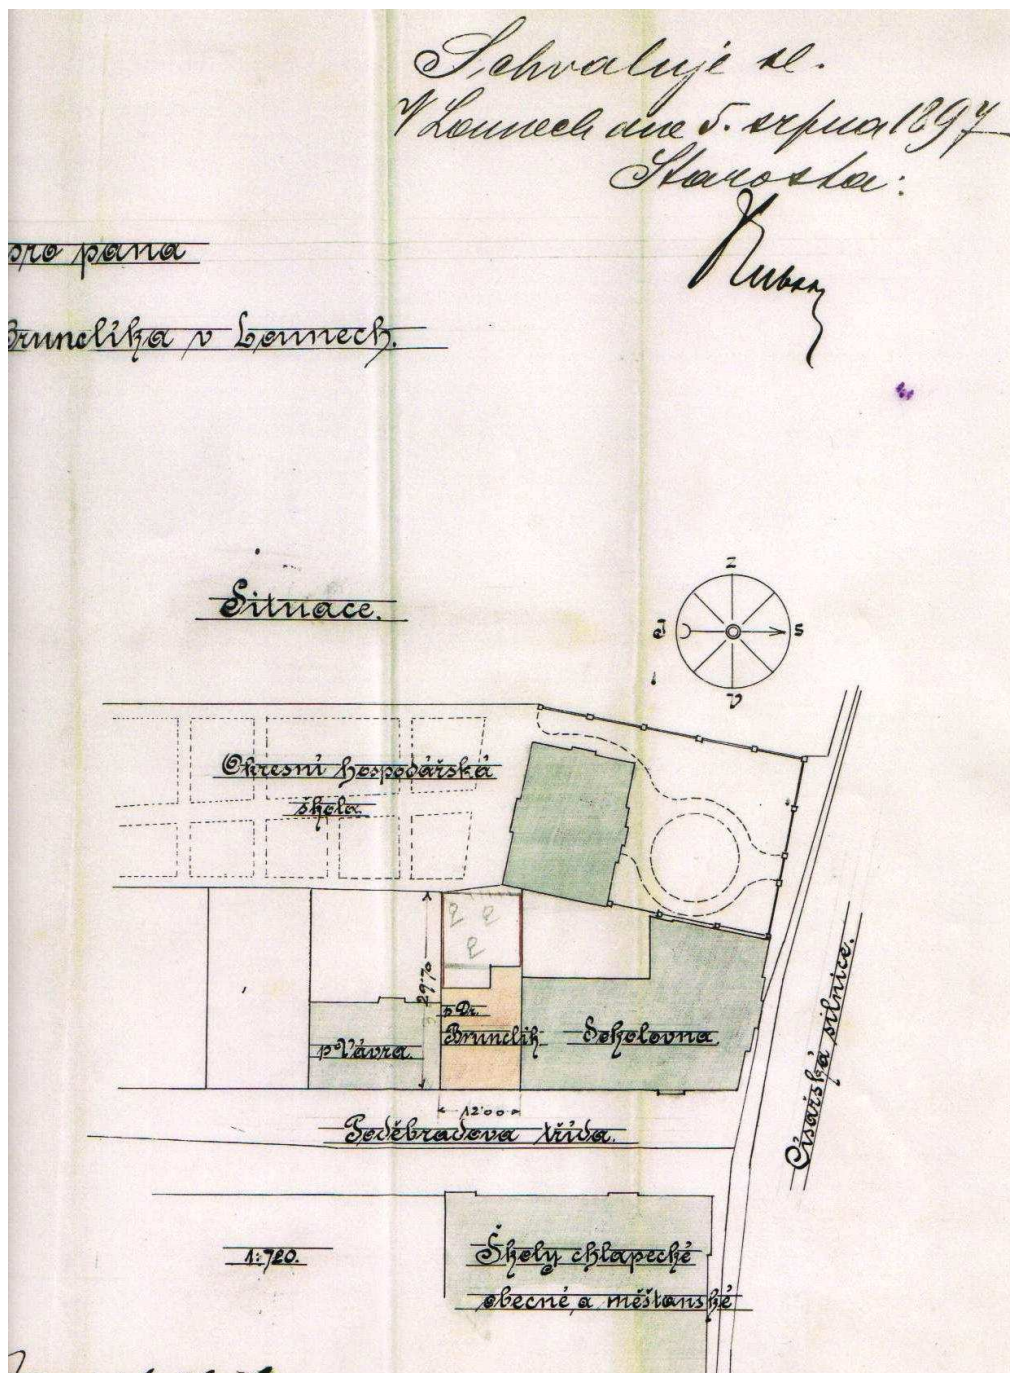 Schvaluje se.
V Lounech dne 5. srpna 1897
Starosta:
pro pana
Brunclíka v Lounech.
Situace.
Z
J S
V
Okresní hospodářská
škola.
29·70
p Dr.
Brunclík
p Vávra.
Sokolovna.
12·00
Poděbradova třída.
Císařská silnice.
1:720.
Školy chlapecké
obecné a měšťanské